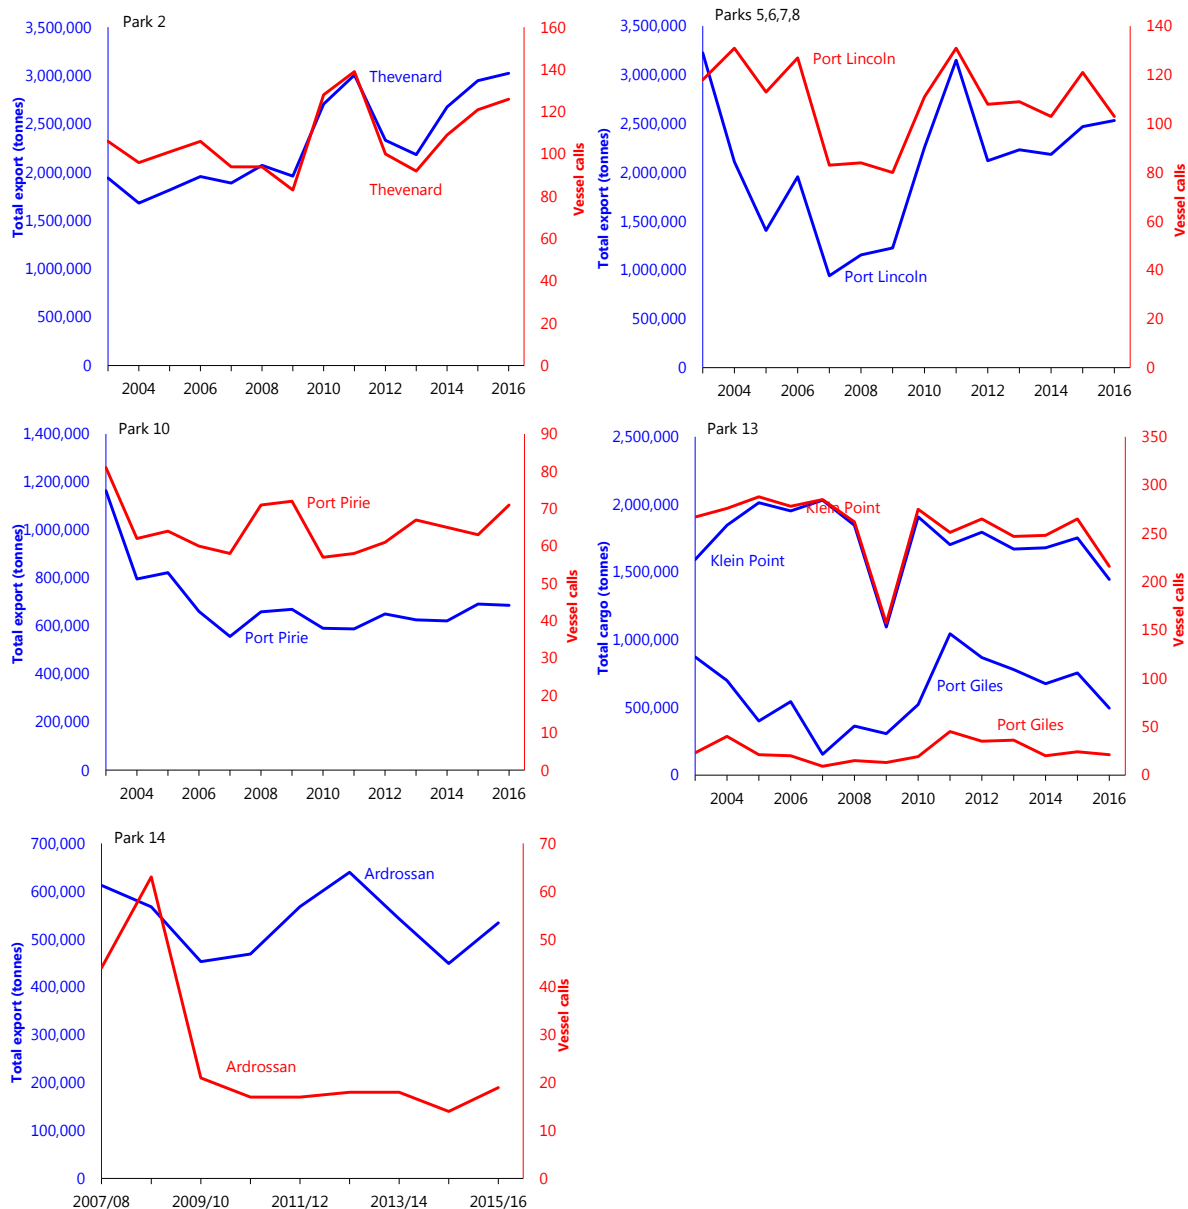 Park 2
3,500,000
3,000,000
2,500,000
2,000,000
1,500,000
1,000,000
500,000
0
Total export (tonnes)
Thevenard
Thevenard
160
140
120
100
80
60
40
20
0
Vessel calls
2004 2006 2008 2010 2012 2014 2016
Parks 5,6,7,8
3,500,000
3,000,000
2,500,000
2,000,000
1,500,000
1,000,000
500,000
0
Total export (tonnes)
Port Lincoln
Port Lincoln
140
120
100
80
60
40
20
0
Vessel calls
2004 2006 2008 2010 2012 2014 2016
Park 10
1,400,000
1,200,000
1,000,000
800,000
600,000
400,000
200,000
0
Total export (tonnes)
Port Pirie
Port Pirie
90
80
70
60
50
40
30
20
10
0
Vessel calls
2004 2006 2008 2010 2012 2014 2016
Park 13
2,500,000
2,000,000
1,500,000
1,000,000
500,000
0
Total cargo (tonnes)
Klein Point
Klein Point
Port Giles
Port Giles
350
300
250
200
150
100
50
0
Vessel calls
2004 2006 2008 2010 2012 2014 2016
Park 14
700,000
600,000
500,000
400,000
300,000
200,000
100,000
0
Total export (tonnes)
Ardrossan
Ardrossan
70
60
50
40
30
20
10
0
Vessel calls
2007/08 2009/10 2011/12 2013/14 2015/16